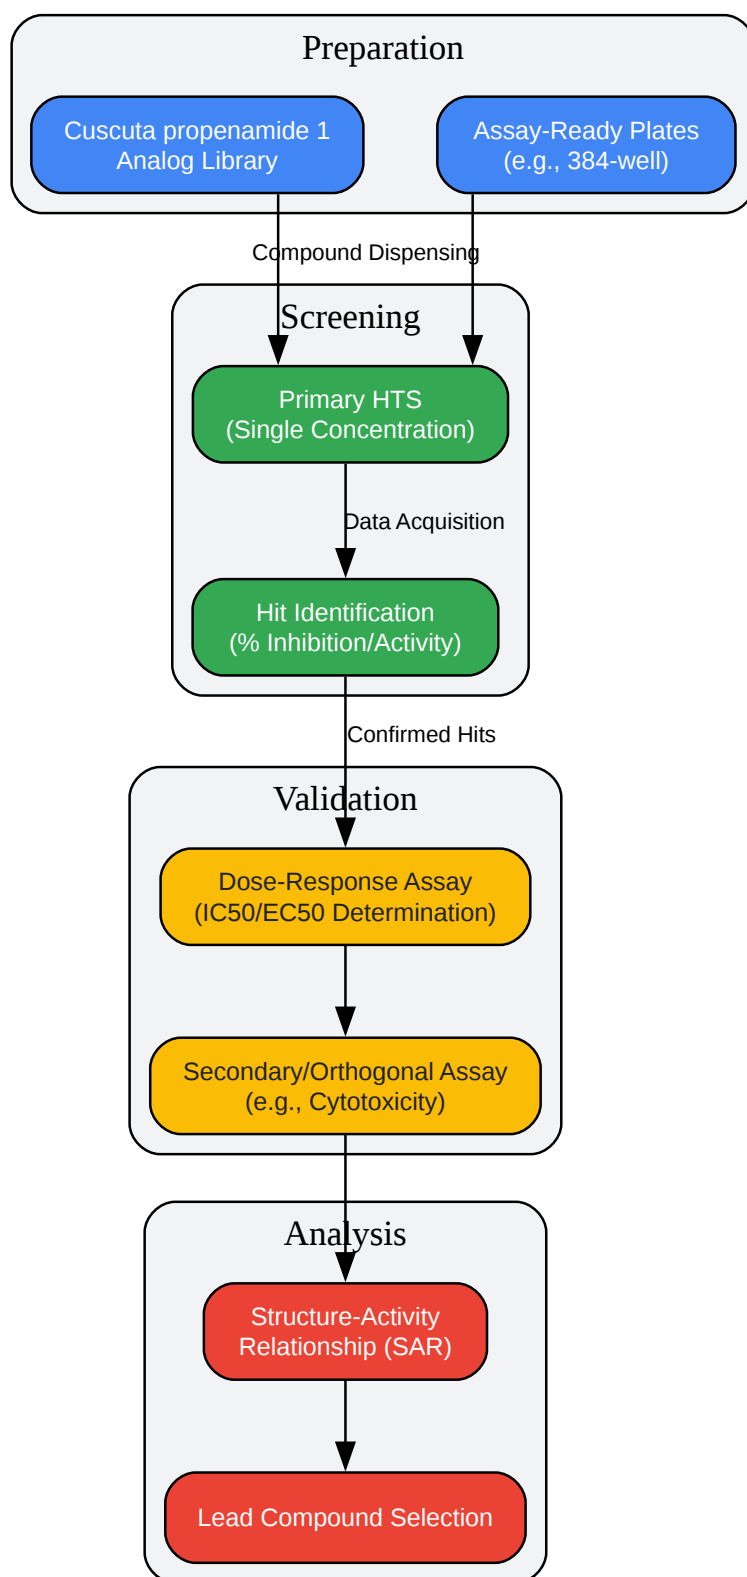 Preparation
Cuscuta propenamide 1
Analog Library
Assay-Ready Plates
(e.g., 384-well)
Compound Dispensing
Screening
Primary HTS
(Single Concentration)
Data Acquisition
Hit Identification
(% Inhibition/Activity)
Confirmed Hits
Validation
Dose-Response Assay
(IC50/EC50 Determination)
Secondary/Orthogonal Assay
(e.g., Cytotoxicity)
Analysis
Structure-Activity
Relationship (SAR)
Lead Compound Selection